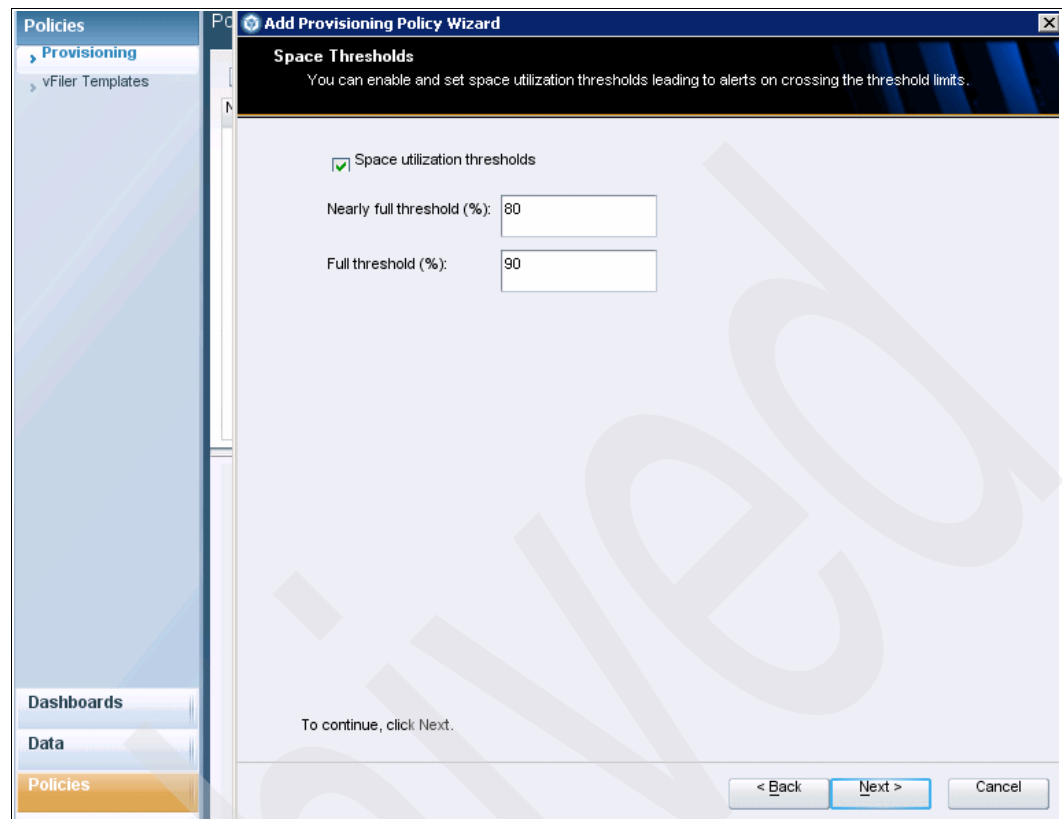 Policies
Provisioning
vFiler Templates
Po
N
Add Provisioning Policy Wizard
Space Thresholds
You can enable and set space utilization thresholds leading to alerts on crossing the threshold limits.
Space utilization thresholds
Nearly full threshold (%): 80
Full threshold (%): 90
To continue, click Next.
Dashboards
Data
Policies
< Back
Next >
Cancel